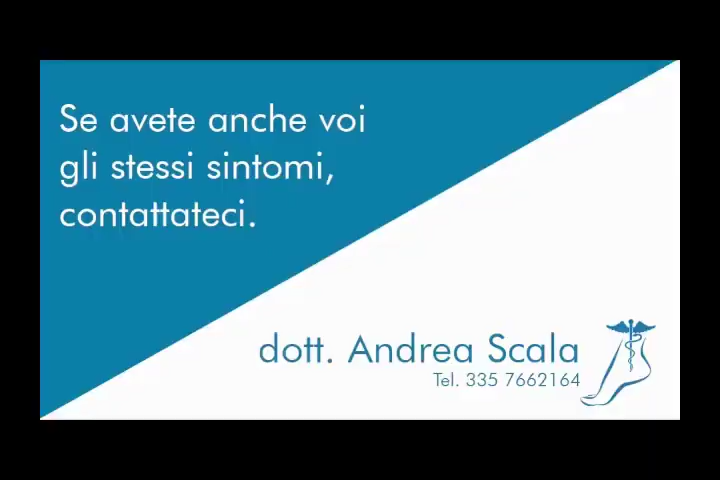 Se avete anche voi
gli stessi sintomi,
contattateci.
dott. Andrea Scala
Tel. 335 7662164